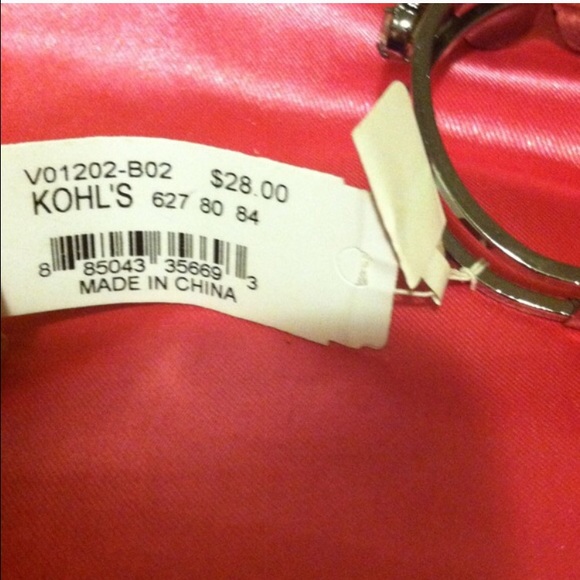 V01202-B02 $28.00
KOHL'S 627 80 84
8 85043 35669 3
MADE IN CHINA